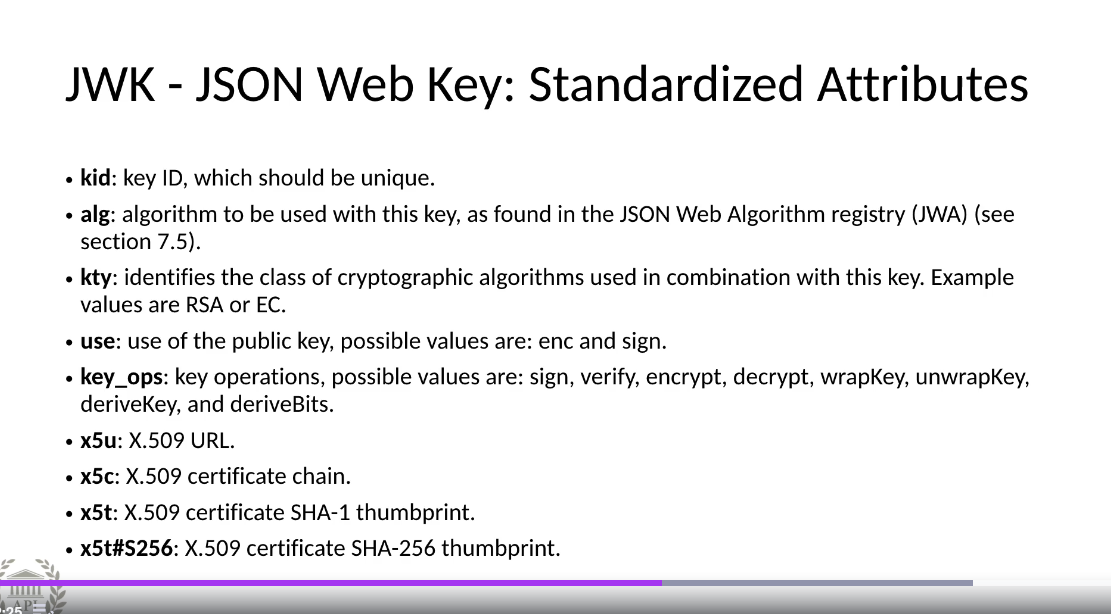 JWK - JSON Web Key: Standardized Attributes
• kid: key ID, which should be unique.
• alg: algorithm to be used with this key, as found in the JSON Web Algorithm registry (JWA) (see
section 7.5).
• kty: identifies the class of cryptographic algorithms used in combination with this key. Example
values are RSA or EC.
• use: use of the public key, possible values are: enc and sign.
• key_ops: key operations, possible values are: sign, verify, encrypt, decrypt, wrapKey, unwrapKey,
deriveKey, and deriveBits.
• x5u: X.509 URL.
• x5c: X.509 certificate chain.
• x5t: X.509 certificate SHA-1 thumbprint.
• x5t#S256: X.509 certificate SHA-256 thumbprint.
API